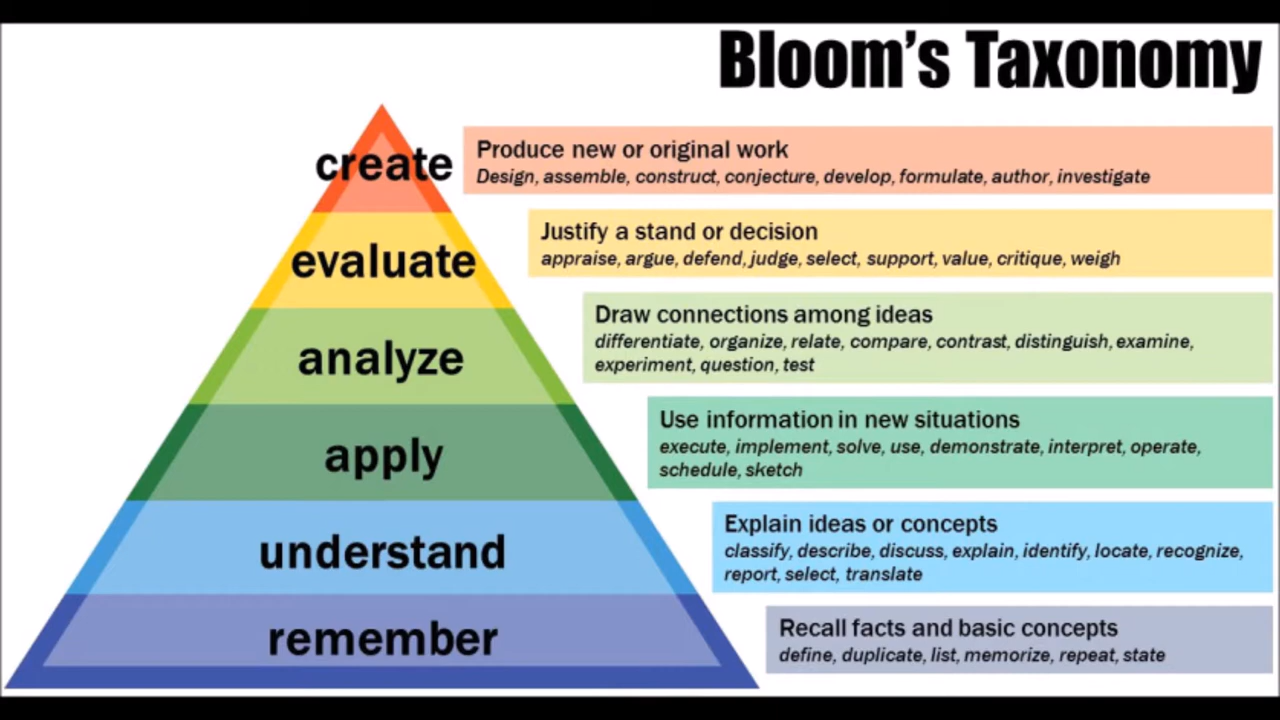 Bloom's Taxonomy
create
Produce new or original work
Design, assemble, construct, conjecture, develop, formulate, author, investigate
evaluate
Justify a stand or decision
appraise, argue, defend, judge, select, support, value, critique, weigh
analyze
Draw connections among ideas
differentiate, organize, relate, compare, contrast, distinguish, examine,
experiment, question, test
apply
Use information in new situations
execute, implement, solve, use, demonstrate, interpret, operate,
schedule, sketch
understand
Explain ideas or concepts
classify, describe, discuss, explain, identify, locate, recognize,
report, select, translate
remember
Recall facts and basic concepts
define, duplicate, list, memorize, repeat, state